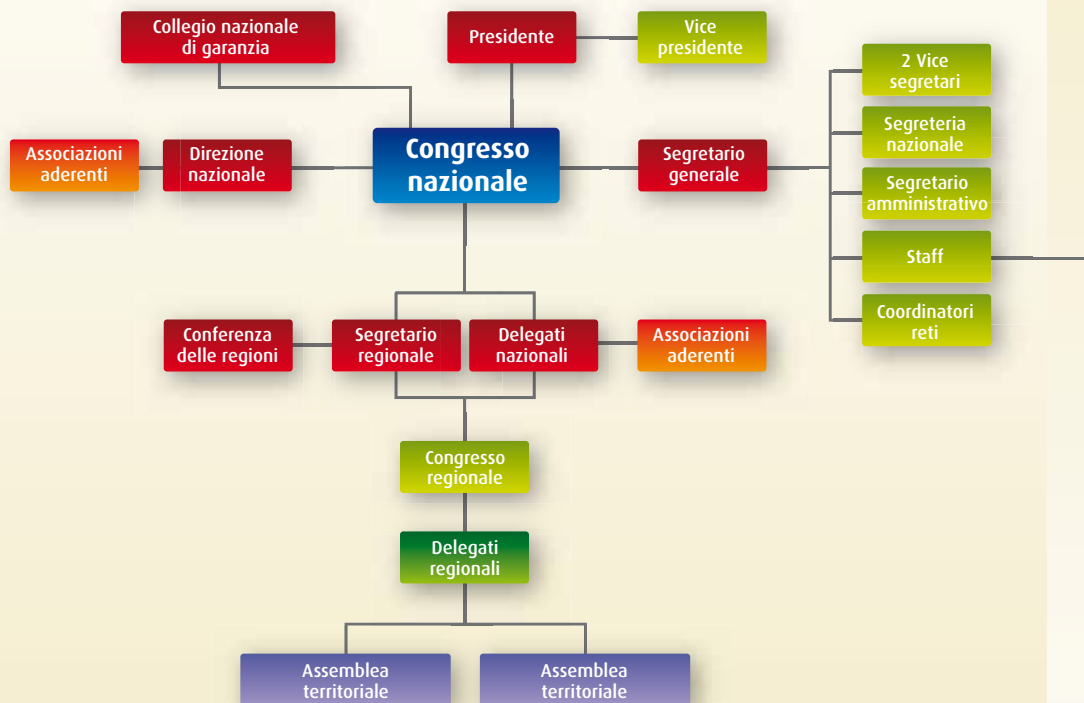 Collegio nazionale
di garanzia
Presidente
Vice
presidente
2 Vice
segretari
Segreteria
nazionale
Segretario
amministrativo
Staff
Coordinatori
reti
Associazioni
aderenti
Direzione
nazionale
Congresso
nazionale
Segretario
generale
Conferenza
delle regioni
Segretario
regionale
Delegati
nazionali
Associazioni
aderenti
Congresso
regionale
Delegati
regionali
Assemblea
territoriale
Assemblea
territoriale